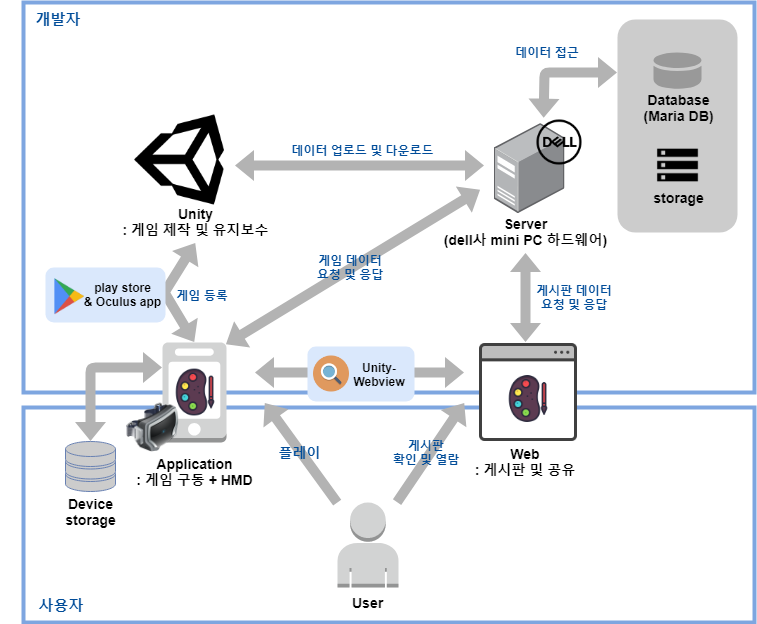 개발자
데이터 접근
Database
(Maria DB)
storage
DELL
데이터 업로드 및 다운로드
Unity
: 게임 제작 및 유지보수
Server
(dell사 mini PC 하드웨어)
게임 데이터
요청 및 응답
play store
& Oculus app
게임 등록
게시판 데이터
요청 및 응답
Unity-
Webview
Application
: 게임 구동 + HMD
Device
storage
플레이
게시판
확인 및 열람
Web
: 게시판 및 공유
User
사용자